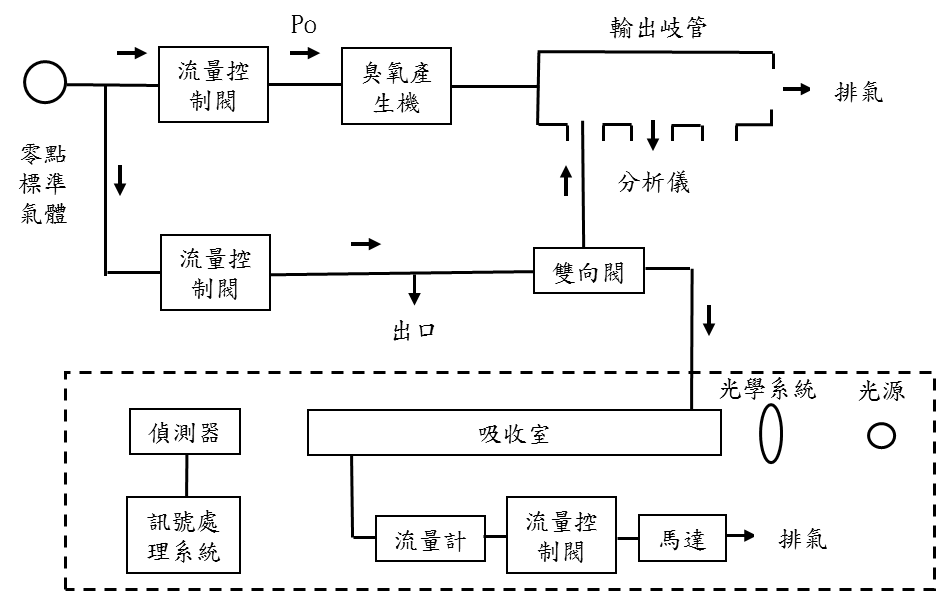 Po
輸出岐管
流量控
制閥
臭氧產
生機
排氣
零點
標準
氣體
分析儀
流量控
制閥
雙向閥
出口
光學系統
光源
偵測器
吸收室
訊號處
理系統
流量計
流量控
制閥
馬達
排氣